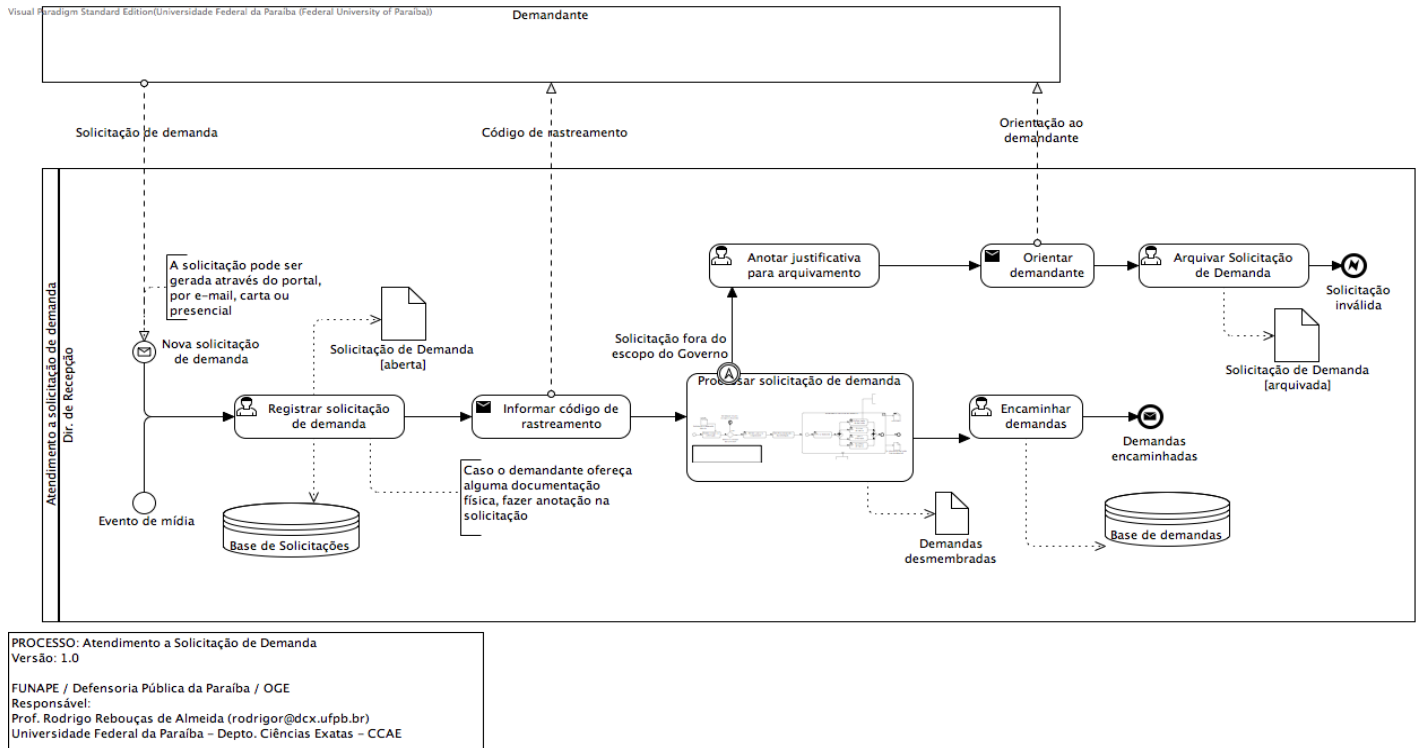 Visual Paradigm Standard Edition(Universidade Federal da Paraíba (Federal University of Paraíba))
Demandante
Solicitação de demanda
Código de rastreamento
Orientação ao
demandante
Atendimento a solicitação de demanda
Dir. de Recepção
A solicitação pode ser
gerada através do portal,
por e-mail, carta ou
presencial
Nova solicitação
de demanda
Solicitação de Demanda
[aberta]
Registrar solicitação
de demanda
Informar código de
rastreamento
Caso o demandante ofereça
alguma documentação
física, fazer anotação na
solicitação
Evento de mídia
Base de Solicitações
Anotar justificativa
para arquivamento
Orientar
demandante
Arquivar Solicitação
de Demanda
Solicitação
inválida
Solicitação fora do
escopo do Governo
A
Processar solicitação de demanda
Solicitação de Demanda
[arquivada]
Encaminhar
demandas
Demandas
encaminhadas
Demandas
desmembradas
Base de demandas
PROCESSO: Atendimento a Solicitação de Demanda
Versão: 1.0
FUNAPE / Defensoria Pública da Paraíba / OGE
Responsável:
Prof. Rodrigo Rebouças de Almeida (rodrigor@dcx.ufpb.br)
Universidade Federal da Paraíba – Depto. Ciências Exatas – CCAE